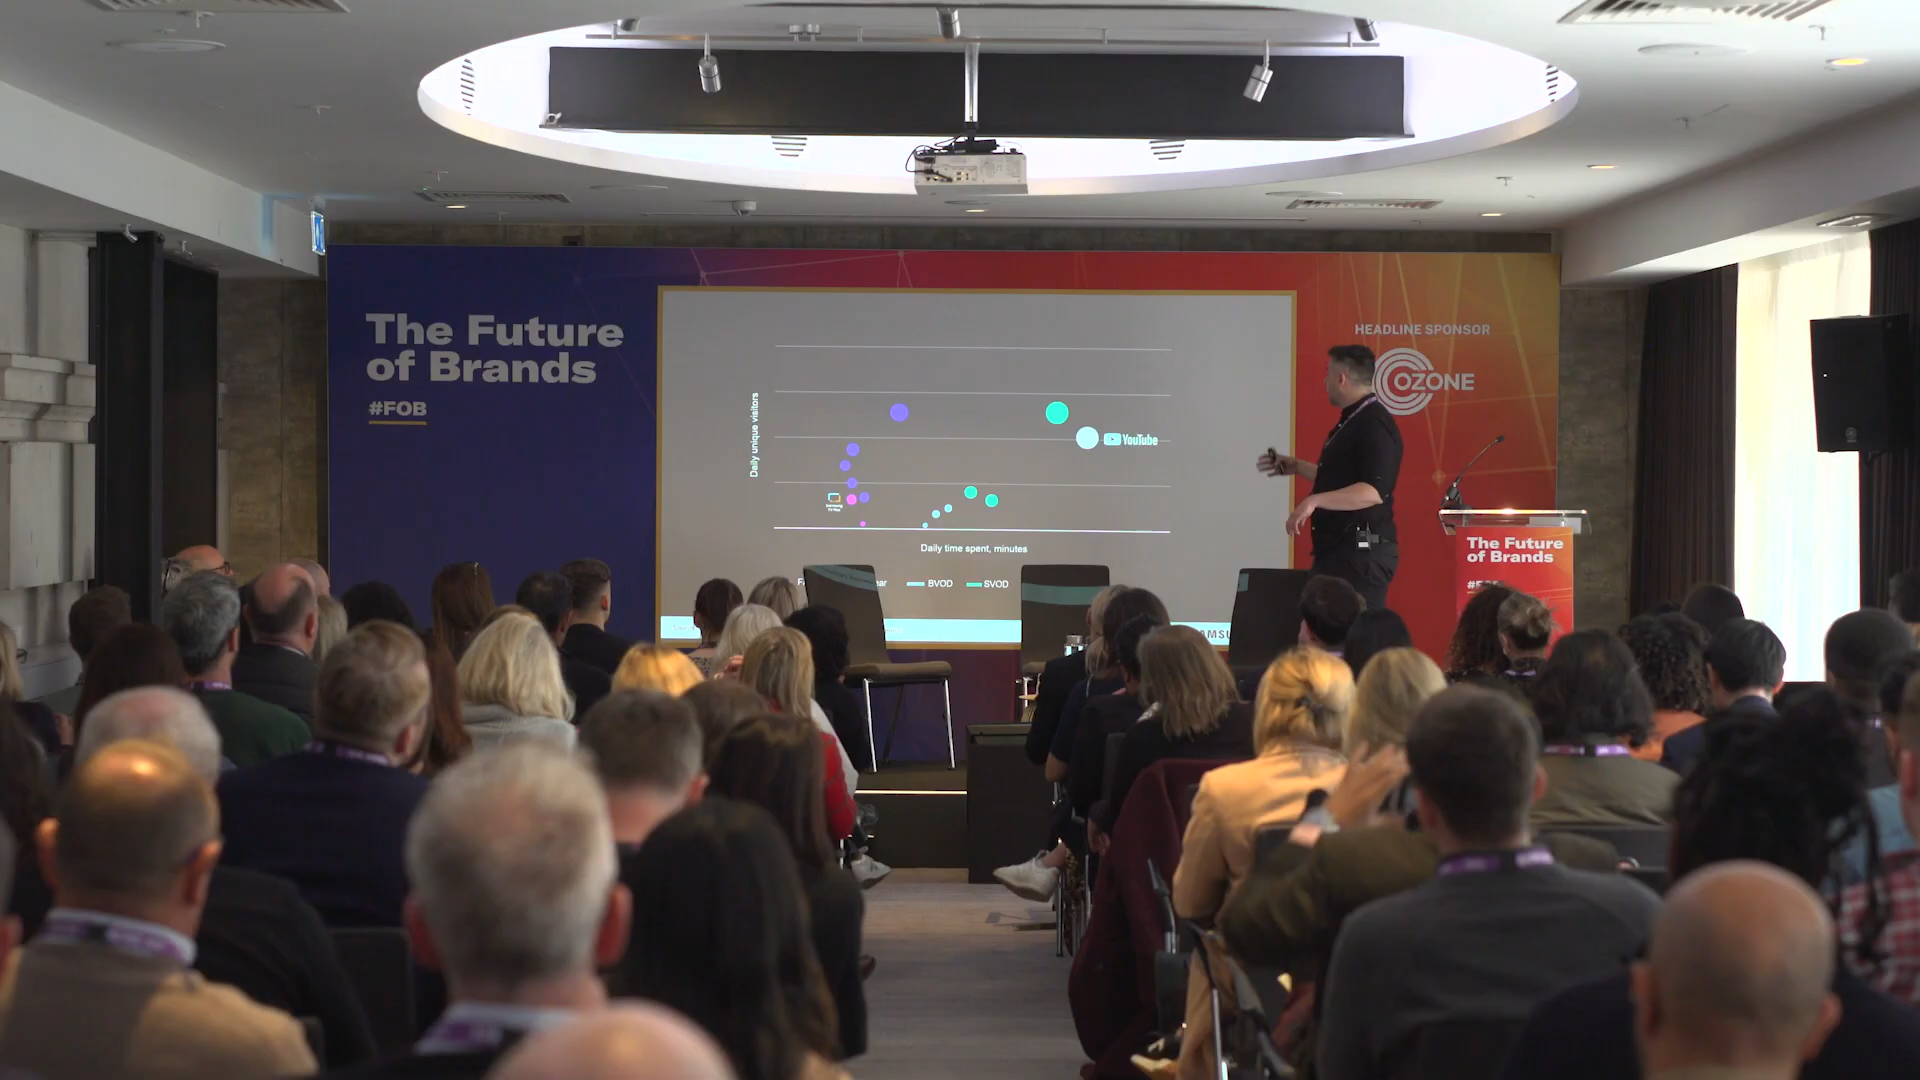 The Future
of Brands
#FOB
HEADLINE SPONSOR
OZONE
Daily unique visitors
YouTube
Daily time spent, minutes
BVOD
SVOD
The Future
of Brands